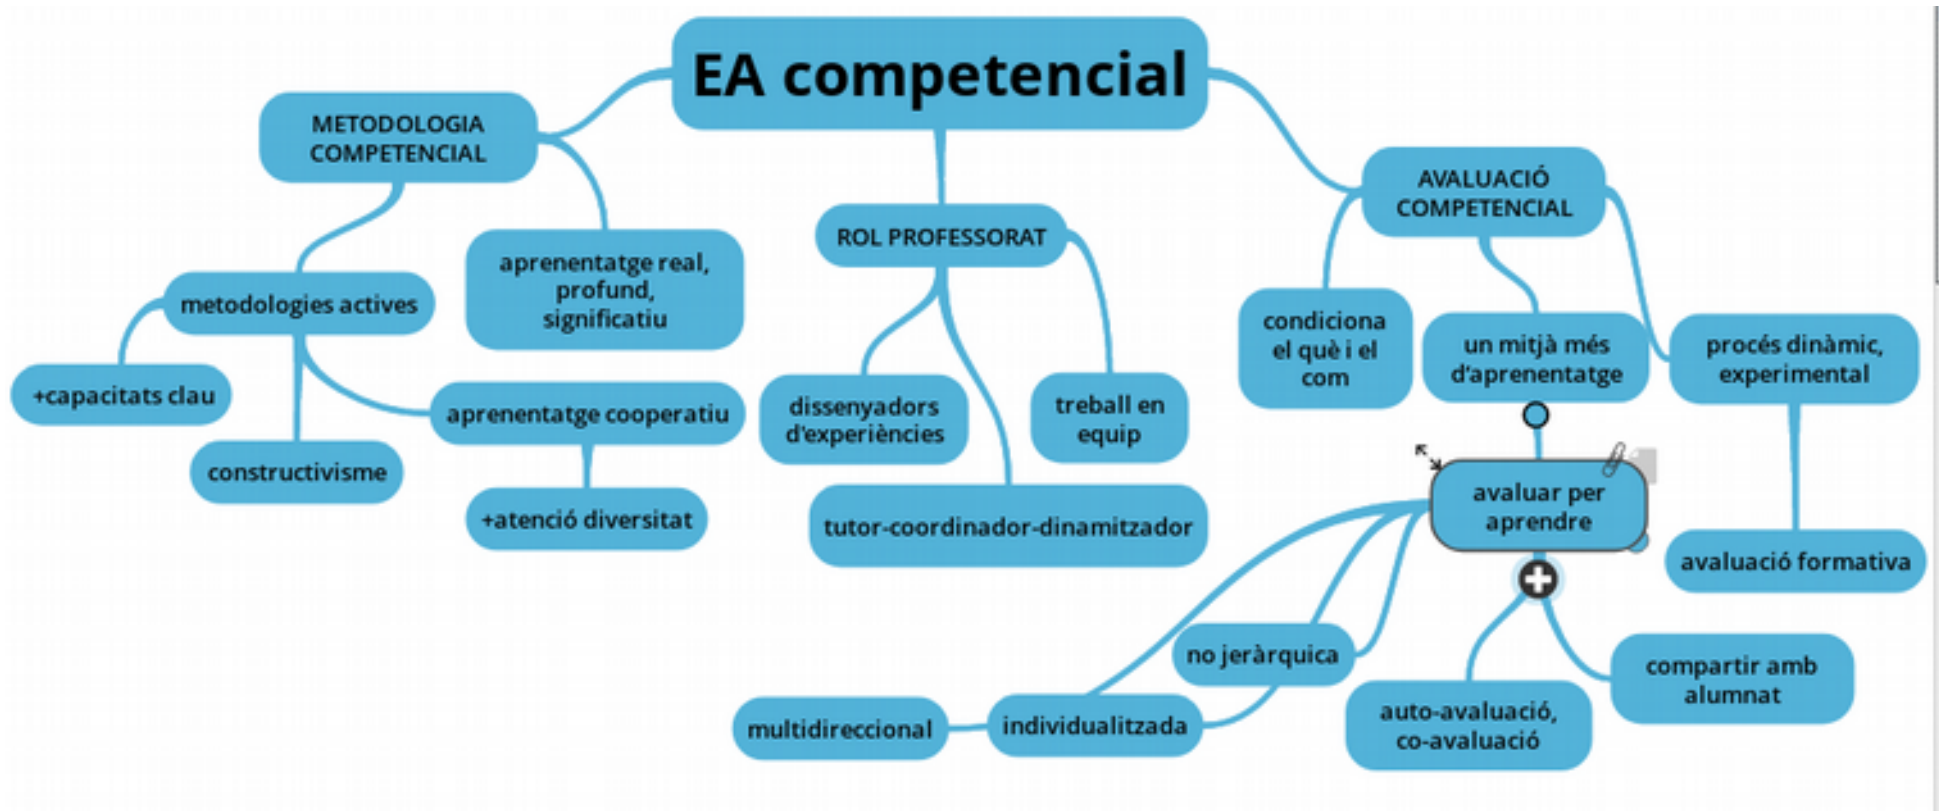 EA competencial
METODOLOGIA
COMPETENCIAL
metodologies actives
+capacitats clau
constructivisme
aprenentatge cooperatiu
+atenció diversitat
aprenentatge real,
profund,
significatiu
ROL PROFESSORAT
dissenyadors
d'experiències
tutor-coordinador-dinamitzador
treball en
equip
AVALUACIÓ
COMPETENCIAL
condiciona
el què i el
com
un mitjà més
d'aprenentatge
avaluar per
aprendre
no jeràrquica
individualitzada
multidireccional
auto-avaluació,
co-avaluació
compartir amb
alumnat
procés dinàmic,
experimental
avaluació formativa